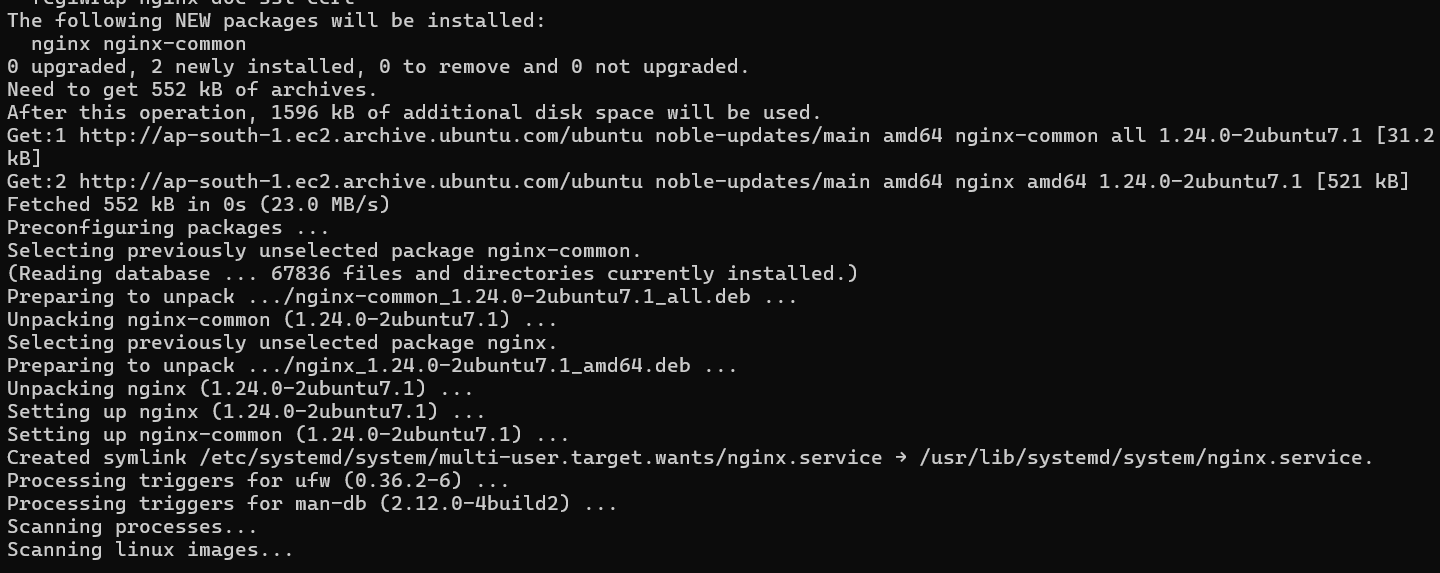 fcgiwrap nginx-doc ssl-cert
The following NEW packages will be installed:
nginx nginx-common
0 upgraded, 2 newly installed, 0 to remove and 0 not upgraded.
Need to get 552 kB of archives.
After this operation, 1596 kB of additional disk space will be used.
Get:1 http://ap-south-1.ec2.archive.ubuntu.com/ubuntu noble-updates/main amd64 nginx-common all 1.24.0-2ubuntu7.1 [31.2
kB]
Get:2 http://ap-south-1.ec2.archive.ubuntu.com/ubuntu noble-updates/main amd64 nginx amd64 1.24.0-2ubuntu7.1 [521 kB]
Fetched 552 kB in 0s (23.0 MB/s)
Preconfiguring packages ...
Selecting previously unselected package nginx-common.
(Reading database ... 67836 files and directories currently installed.)
Preparing to unpack .../nginx-common_1.24.0-2ubuntu7.1_all.deb ...
Unpacking nginx-common (1.24.0-2ubuntu7.1) ...
Selecting previously unselected package nginx.
Preparing to unpack .../nginx_1.24.0-2ubuntu7.1_amd64.deb ...
Unpacking nginx (1.24.0-2ubuntu7.1) ...
Setting up nginx (1.24.0-2ubuntu7.1) ...
Setting up nginx-common (1.24.0-2ubuntu7.1) ...
Created symlink /etc/systemd/system/multi-user.target.wants/nginx.service → /usr/lib/systemd/system/nginx.service.
Processing triggers for ufw (0.36.2-6) ...
Processing triggers for man-db (2.12.0-4build2) ...
Scanning processes...
Scanning linux images...